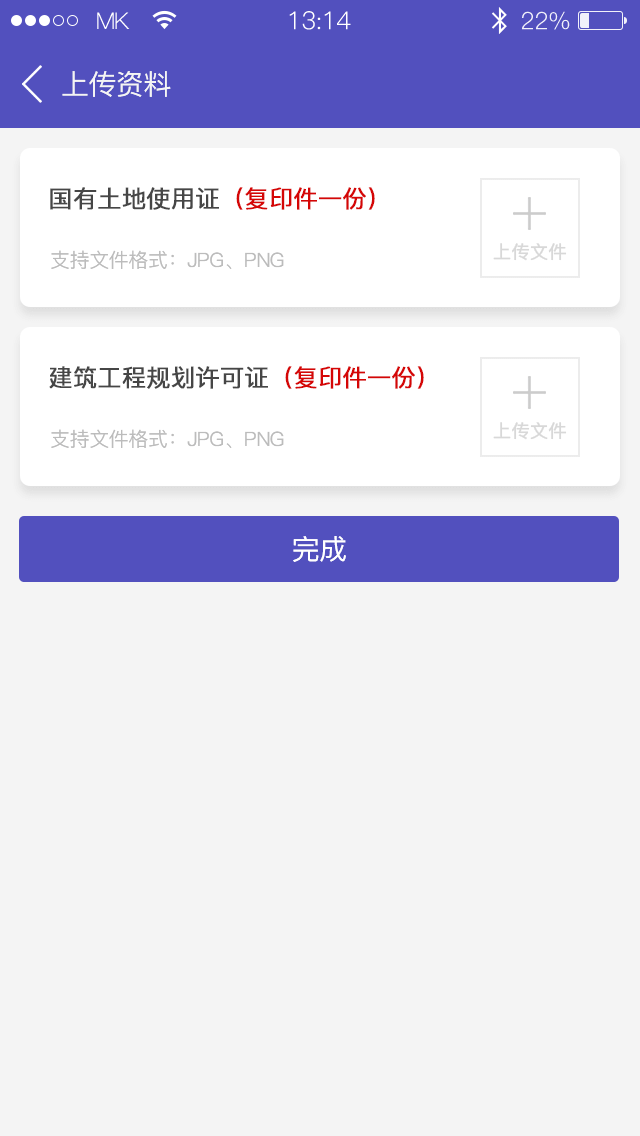 MK 13:14 22%
上传资料
国有土地使用证（复印件一份）
支持文件格式：JPG、PNG
上传文件
建筑工程规划许可证（复印件一份）
支持文件格式：JPG、PNG
上传文件
完成